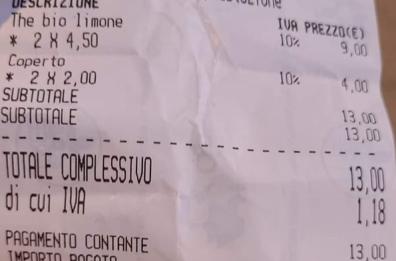 DESCRIZIONE
IVA PREZZO(€)
The bio limone
* 2 X 4,50 10% 9,00
Coperto
* 2 X 2,00 10% 4,00
SUBTOTALE 13,00
SUBTOTALE 13,00
TOTALE COMPLESSIVO 13,00
di cui IVA 1,18
PAGAMENTO CONTANTE 13,00
IMPORTO PAGATO